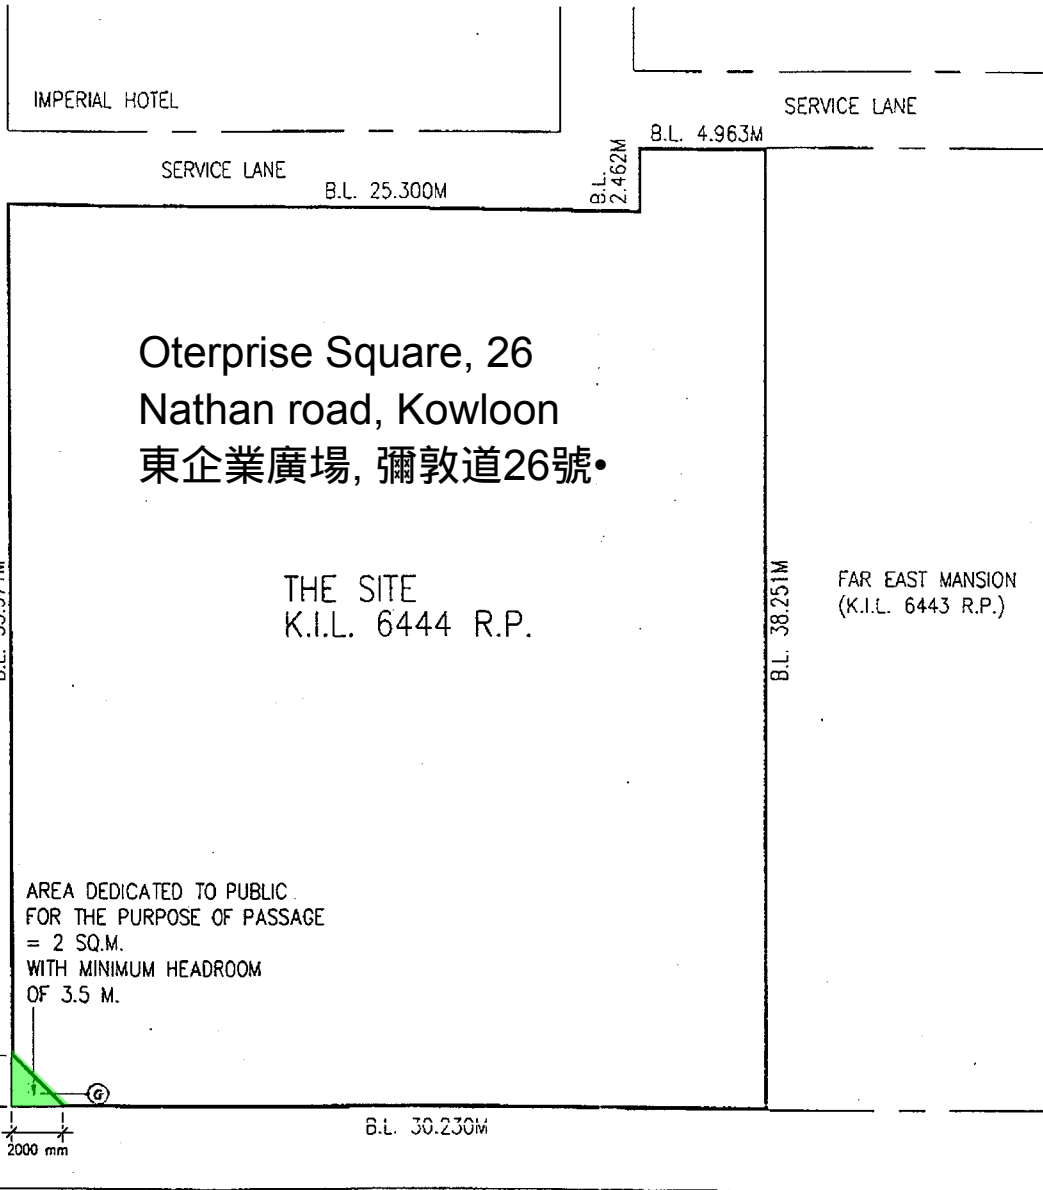 IMPERIAL HOTEL
SERVICE LANE
B.L. 4.963M
SERVICE LANE
B.L. 25.300M
B.L.
2.462M
Oterprise Square, 26
Nathan road, Kowloon
東企業廣場, 彌敦道26號•
THE SITE
K.I.L. 6444 R.P.
B.L. 38.251M
FAR EAST MANSION
(K.I.L. 6443 R.P.)
AREA DEDICATED TO PUBLIC
FOR THE PURPOSE OF PASSAGE
= 2 SQ.M.
WITH MINIMUM HEADROOM
OF 3.5 M.
G
B.L. 30.230M
2000 mm